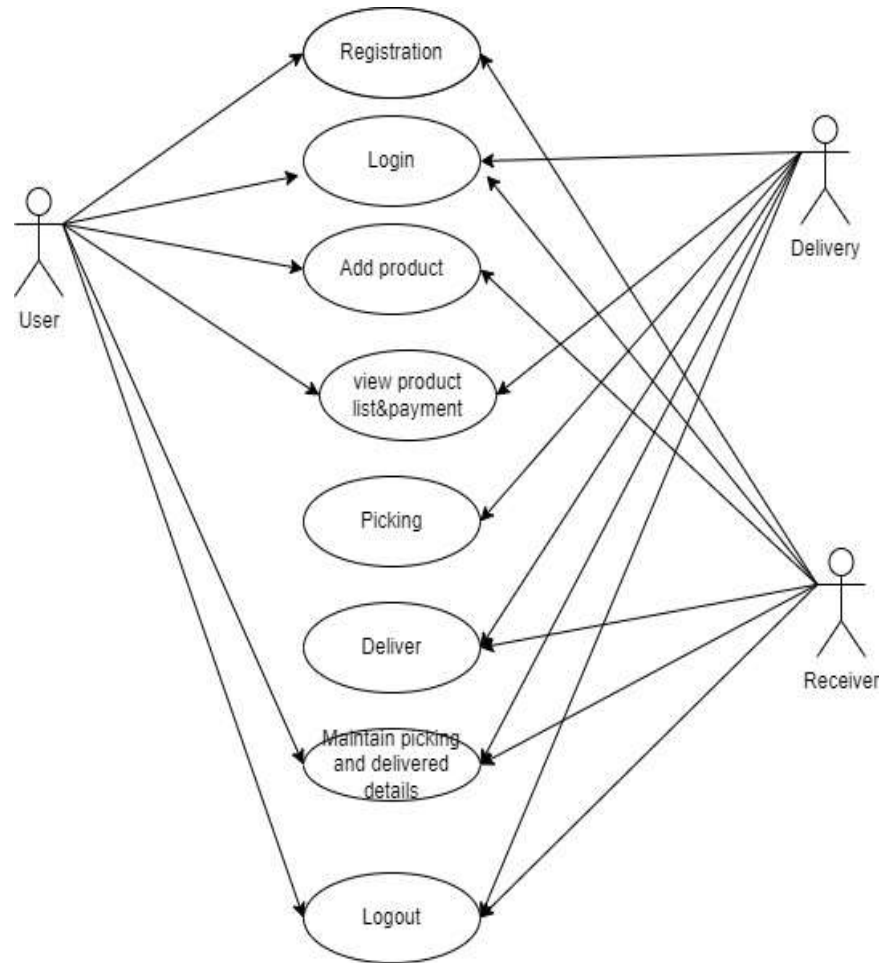 Registration
Login
Delivery
Add product
User
view product
list&payment
Picking
Deliver
Receiver
Maintain picking
and delivered
details
Logout